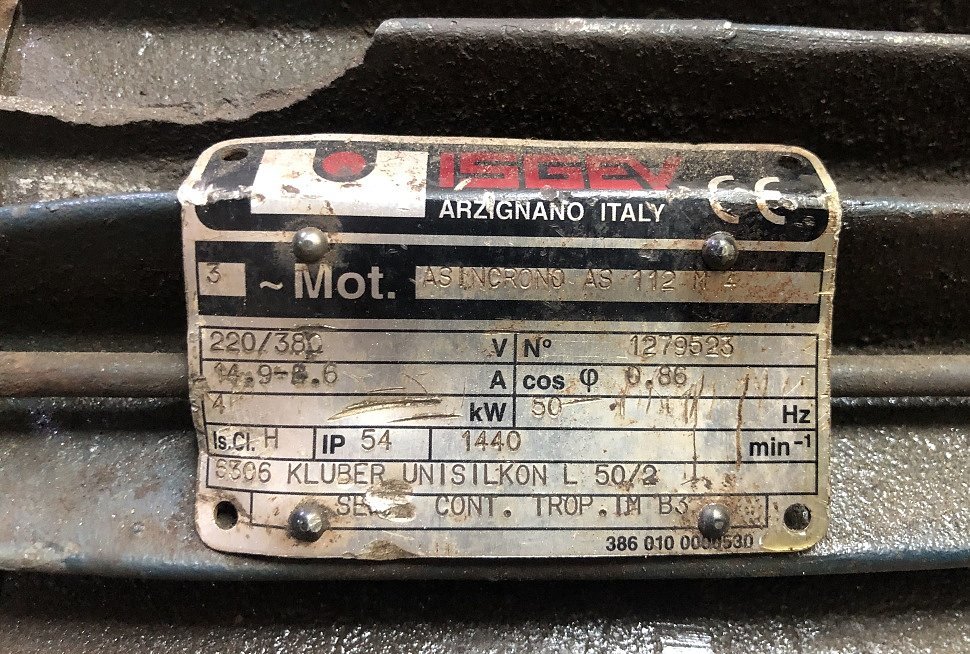 ISGEV
ARZIGNANO ITALY CE
3 ~ Mot. ASINCRONO AS 112 M 4
220/380 V N° 1279523
14.9-8.6 A cos φ 0.86
4 kW 50 Hz
Is.Cl. H IP 54 1440 min-1
6306 KLUBER UNISILKON L 50/2
CONT. TROP. IM B3
386 010 0000530